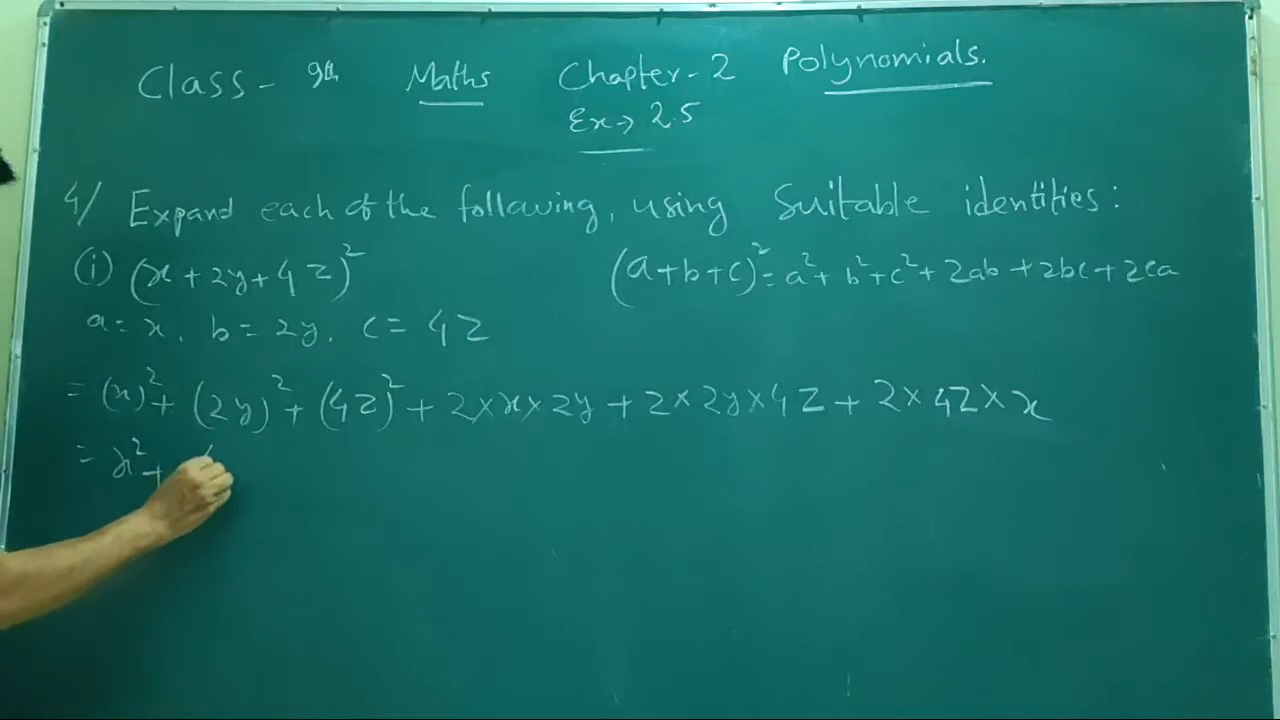 Class - 9th Maths Chapter - 2 Polynomials.
Ex → 2.5
4/ Expand each of the following, using Suitable identities :
(i) (x + 2y + 4z)² (a+b+c)² = a² + b² + c² + 2ab + 2bc + 2ca
a = x, b = 2y, c = 4z
= (x)² + (2y)² + (4z)² + 2×x×2y + 2×2y×4z + 2×4z×x
= x² +